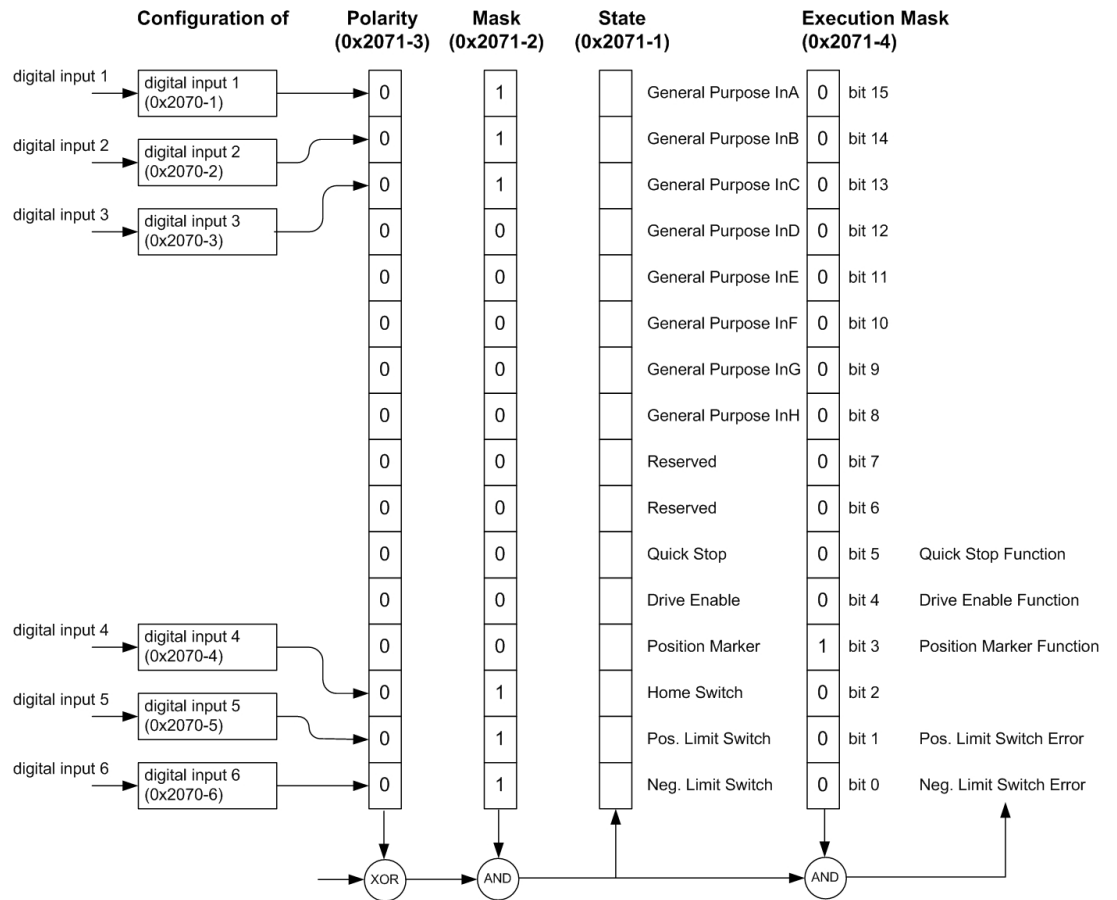 Configuration of Polarity Mask State Execution Mask
(0x2071-3) (0x2071-2) (0x2071-1) (0x2071-4)
digital input 1 digital input 1
(0x2070-1) 0 1 General Purpose InA 0 bit 15
digital input 2 digital input 2
(0x2070-2) 0 1 General Purpose InB 0 bit 14
digital input 3 digital input 3
(0x2070-3) 0 1 General Purpose InC 0 bit 13
0 0 General Purpose InD 0 bit 12
0 0 General Purpose InE 0 bit 11
0 0 General Purpose InF 0 bit 10
0 0 General Purpose InG 0 bit 9
0 0 General Purpose InH 0 bit 8
0 0 Reserved 0 bit 7
0 0 Reserved 0 bit 6
0 0 Quick Stop 0 bit 5 Quick Stop Function
0 0 Drive Enable 0 bit 4 Drive Enable Function
digital input 4 digital input 4
(0x2070-4) 0 0 Position Marker 1 bit 3 Position Marker Function
0 1 Home Switch 0 bit 2
digital input 5 digital input 5
(0x2070-5) 0 1 Pos. Limit Switch 0 bit 1 Pos. Limit Switch Error
digital input 6 digital input 6
(0x2070-6) 0 1 Neg. Limit Switch 0 bit 0 Neg. Limit Switch Error
XOR AND AND